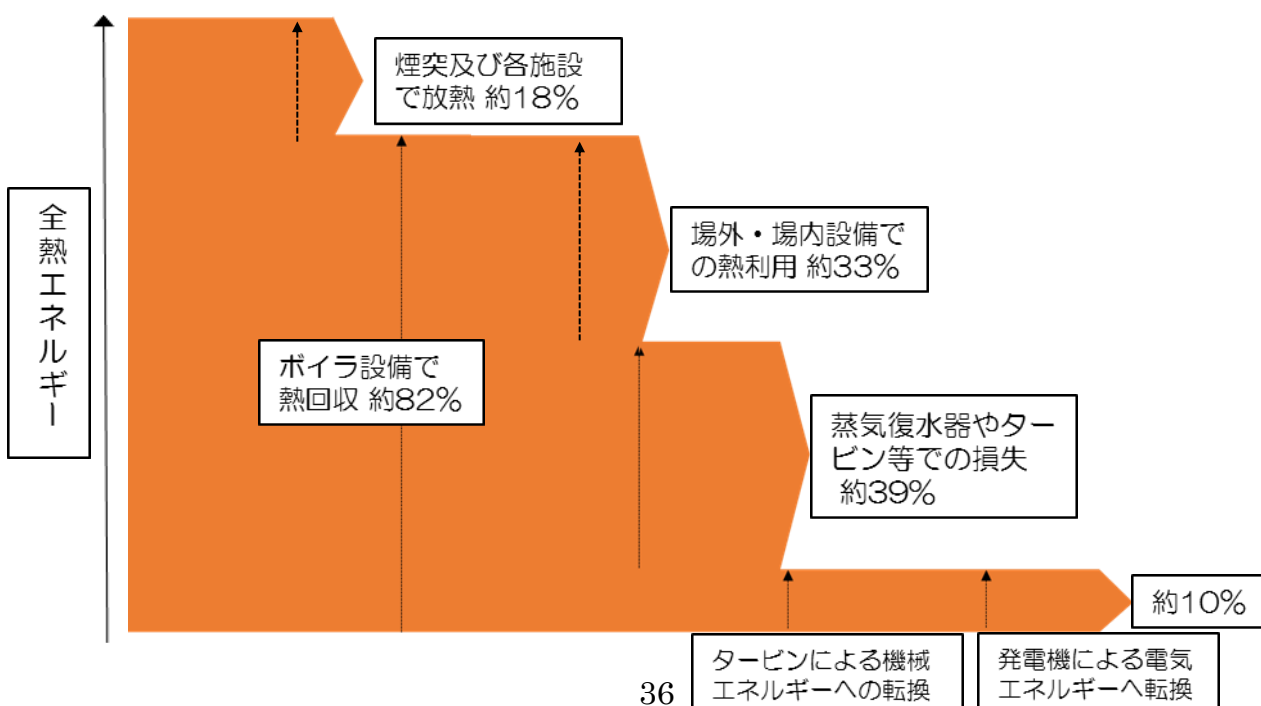 煙突及び各施設
で放熱 約18%
全熱エネルギー
場外・場内設備で
の熱利用 約33%
ボイラ設備で
熱回収 約82%
蒸気復水器やター
ビン等での損失
約39%
約10%
タービンによる機械
エネルギーへの転換
発電機による電気
エネルギーへ転換
36